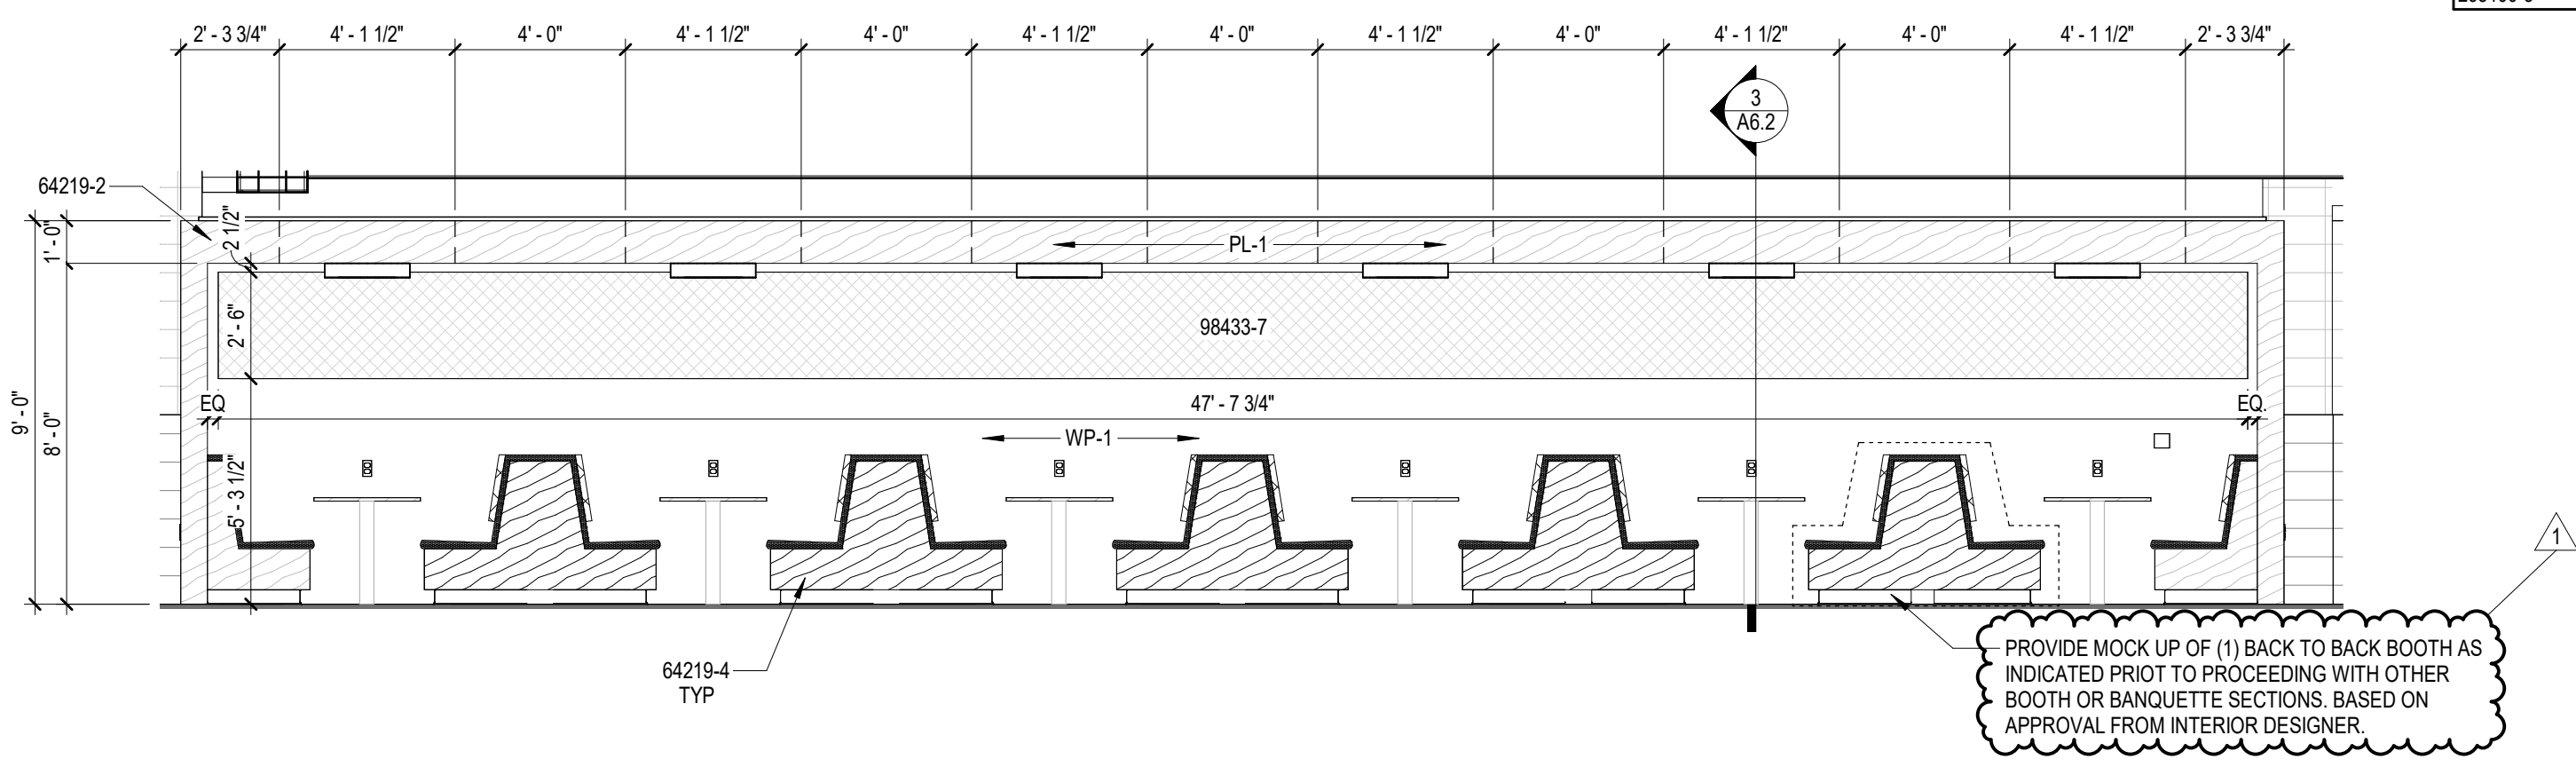 2' - 3 3/4" 4' - 1 1/2" 4' - 0" 4' - 1 1/2" 4' - 0" 4' - 1 1/2" 4' - 0" 4' - 1 1/2" 4' - 0" 4' - 1 1/2" 4' - 0" 4' - 1 1/2" 2' - 3 3/4"
3
A6.2
64219-2
1' - 0"
2 1/2"
PL-1
2' - 6"
98433-7
9' - 0"
8' - 0"
EQ
47' - 7 3/4"
EQ.
WP-1
5' - 3 1/2"
1
64219-4
TYP
PROVIDE MOCK UP OF (1) BACK TO BACK BOOTH AS
INDICATED PRIOT TO PROCEEDING WITH OTHER
BOOTH OR BANQUETTE SECTIONS. BASED ON
APPROVAL FROM INTERIOR DESIGNER.